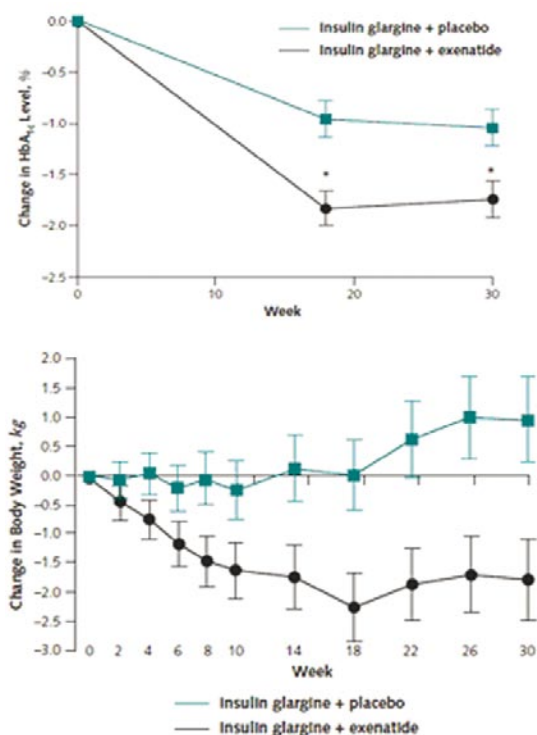 Insulin glargine + placebo
Insulin glargine + exenatide
Change in HbA1c Level, %
0.0
−0.5
−1.0
−1.5
−2.0
−2.5
*
*
0 10 20 30
Week
Change in Body Weight, kg
2.0
1.5
1.0
0.5
0.0
−0.5
−1.0
−1.5
−2.0
−2.5
−3.0
0 2 4 6 8 10 14 18 22 26 30
Week
Insulin glargine + placebo
Insulin glargine + exenatide